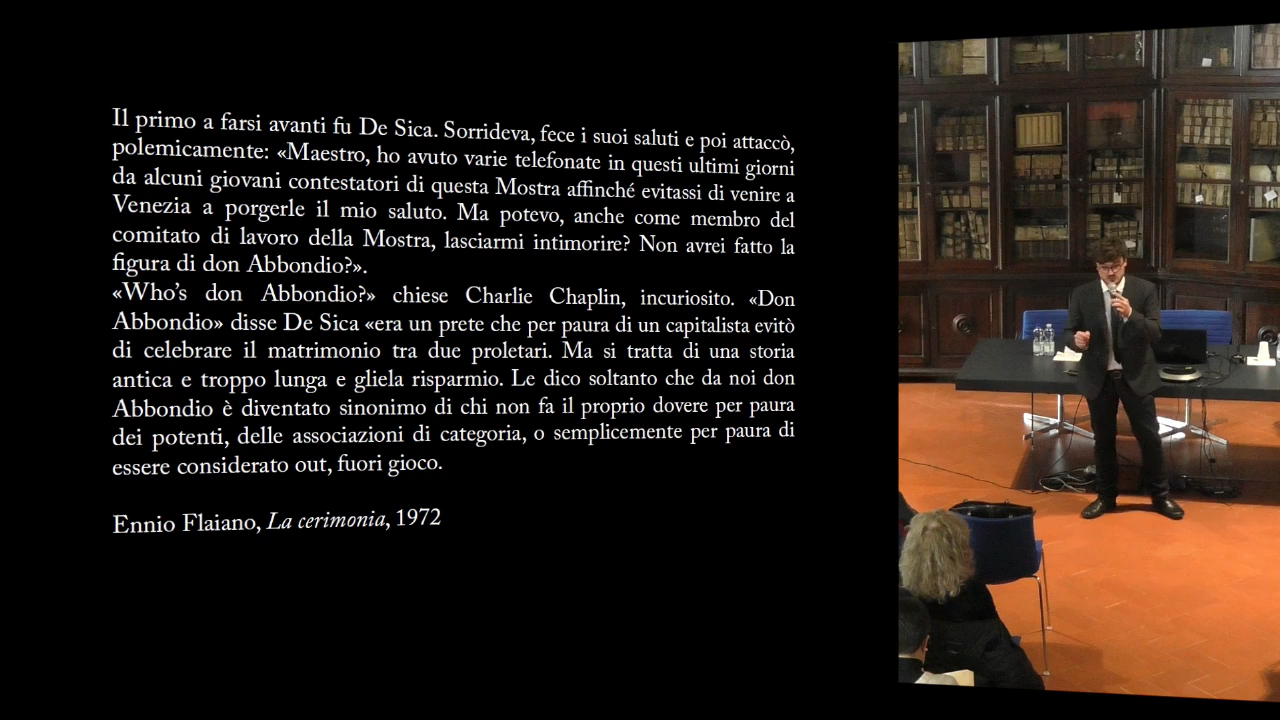 Il primo a farsi avanti fu De Sica. Sorrideva, fece i suoi saluti e poi attaccò,
polemicamente: «Maestro, ho avuto varie telefonate in questi ultimi giorni
da alcuni giovani contestatori di questa Mostra affinché evitassi di venire a
Venezia a porgerle il mio saluto. Ma potevo, anche come membro del
comitato di lavoro della Mostra, lasciarmi intimorire? Non avrei fatto la
figura di don Abbondio?».
«Who's don Abbondio?» chiese Charlie Chaplin, incuriosito. «Don
Abbondio» disse De Sica «era un prete che per paura di un capitalista evitò
di celebrare il matrimonio tra due proletari. Ma si tratta di una storia
antica e troppo lunga e gliela risparmio. Le dico soltanto che da noi don
Abbondio è diventato sinonimo di chi non fa il proprio dovere per paura
dei potenti, delle associazioni di categoria, o semplicemente per paura di
essere considerato out, fuori gioco.
Ennio Flaiano, La cerimonia, 1972